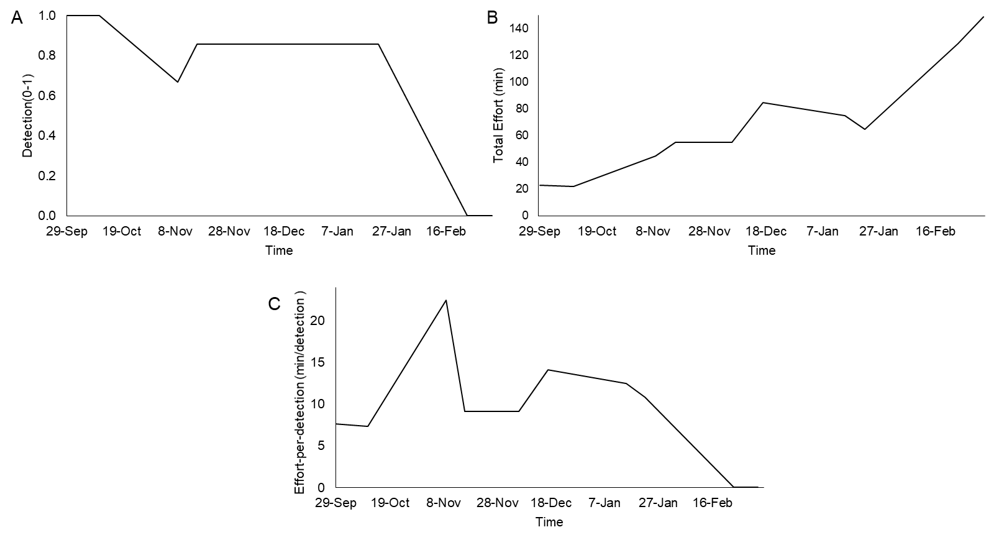 A
Detection(0-1)
1.0
0.8
0.6
0.4
0.2
0.0
29-Sep 19-Oct 8-Nov 28-Nov 18-Dec 7-Jan 27-Jan 16-Feb
Time
B
Total Effort (min)
140
120
100
80
60
40
20
0
29-Sep 19-Oct 8-Nov 28-Nov 18-Dec 7-Jan 27-Jan 16-Feb
Time
C
Effort-per-detection (min/detection )
20
15
10
5
0
29-Sep 19-Oct 8-Nov 28-Nov 18-Dec 7-Jan 27-Jan 16-Feb
Time